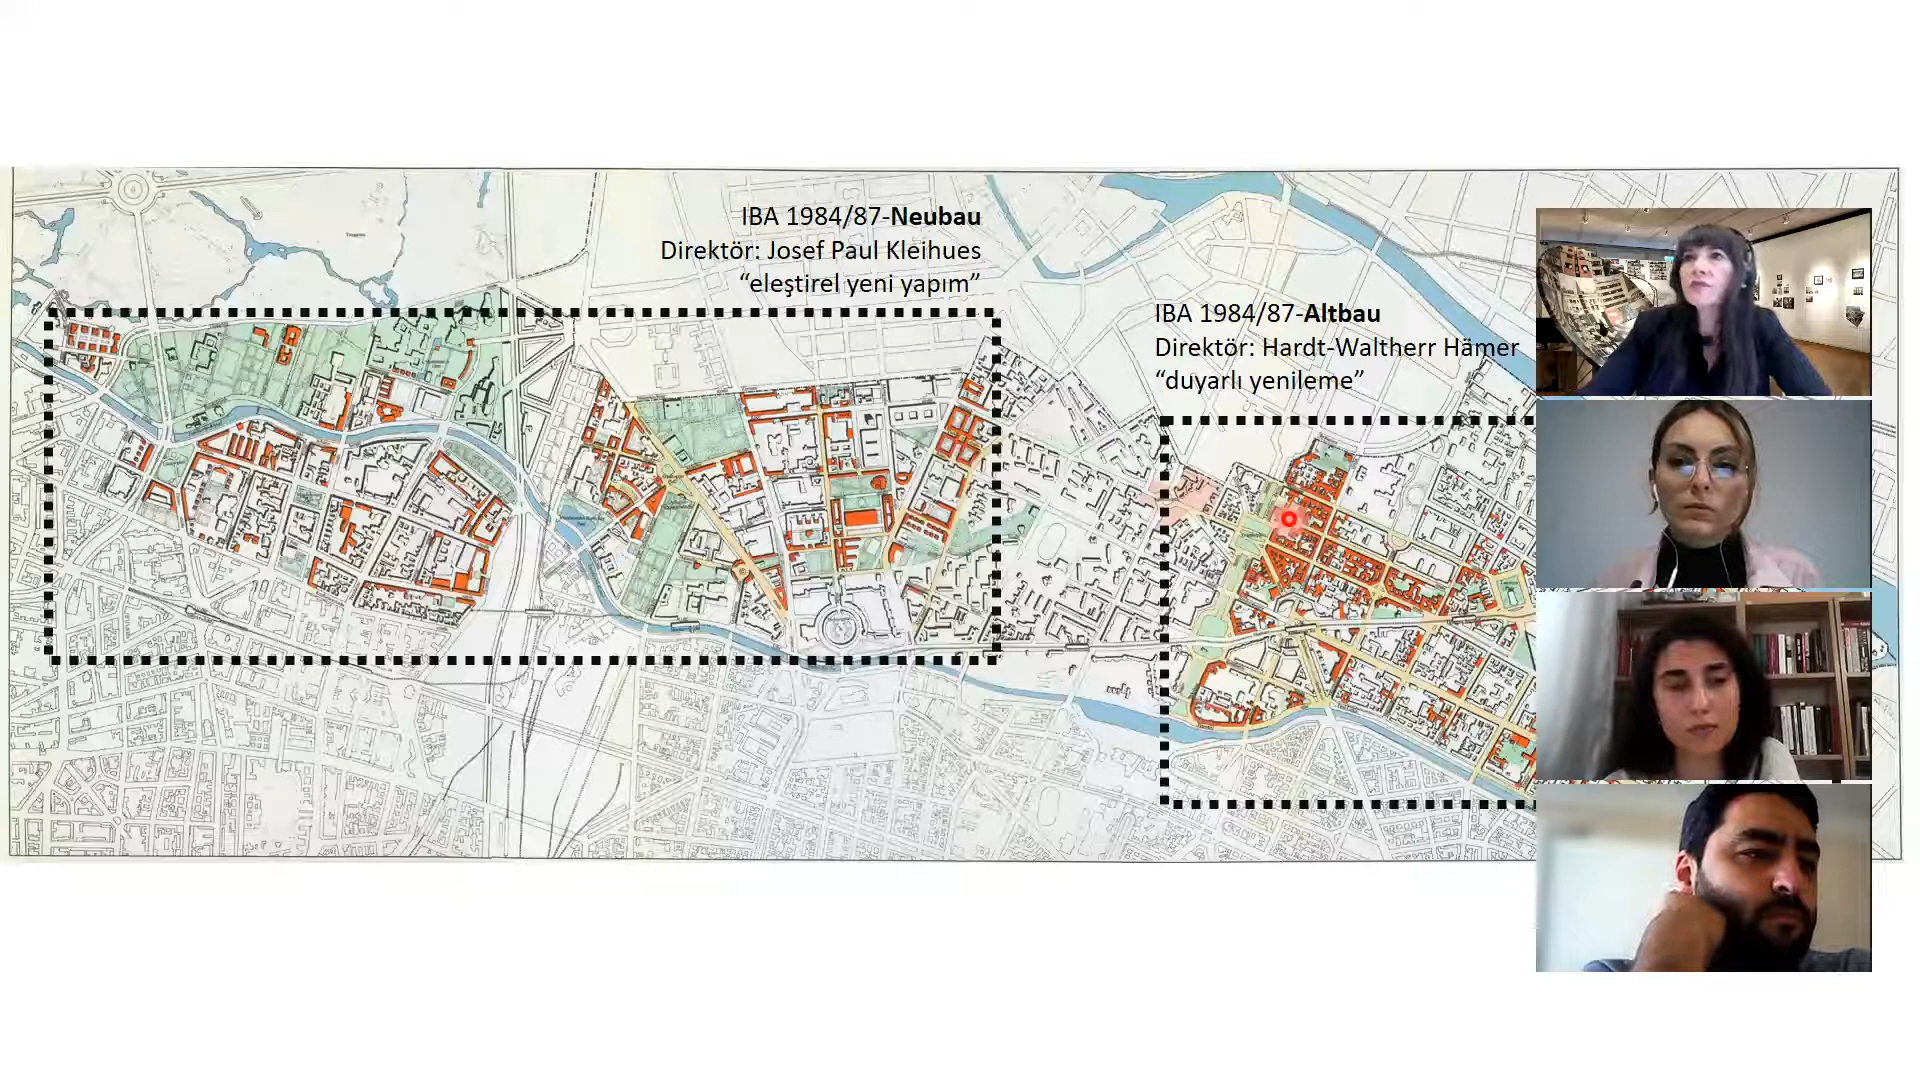 IBA 1984/87-Neubau
Direktör: Josef Paul Kleihues
“eleştirel yeni yapım”
IBA 1984/87-Altbau
Direktör: Hardt-Waltherr Hämer
“duyarlı yenileme”